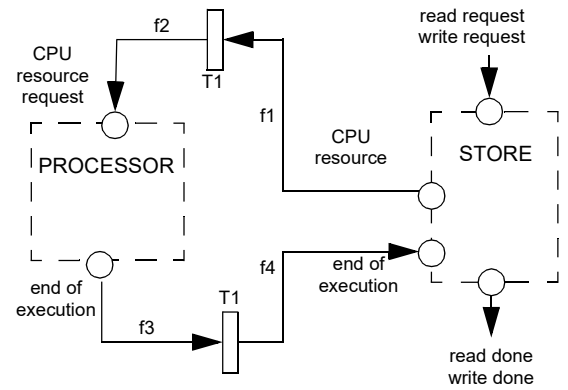 read request
write request
f2
T1
CPU
resource
request
f1
CPU
resource
PROCESSOR
STORE
end of
execution
f4
end of
execution
T1
f3
read done
write done